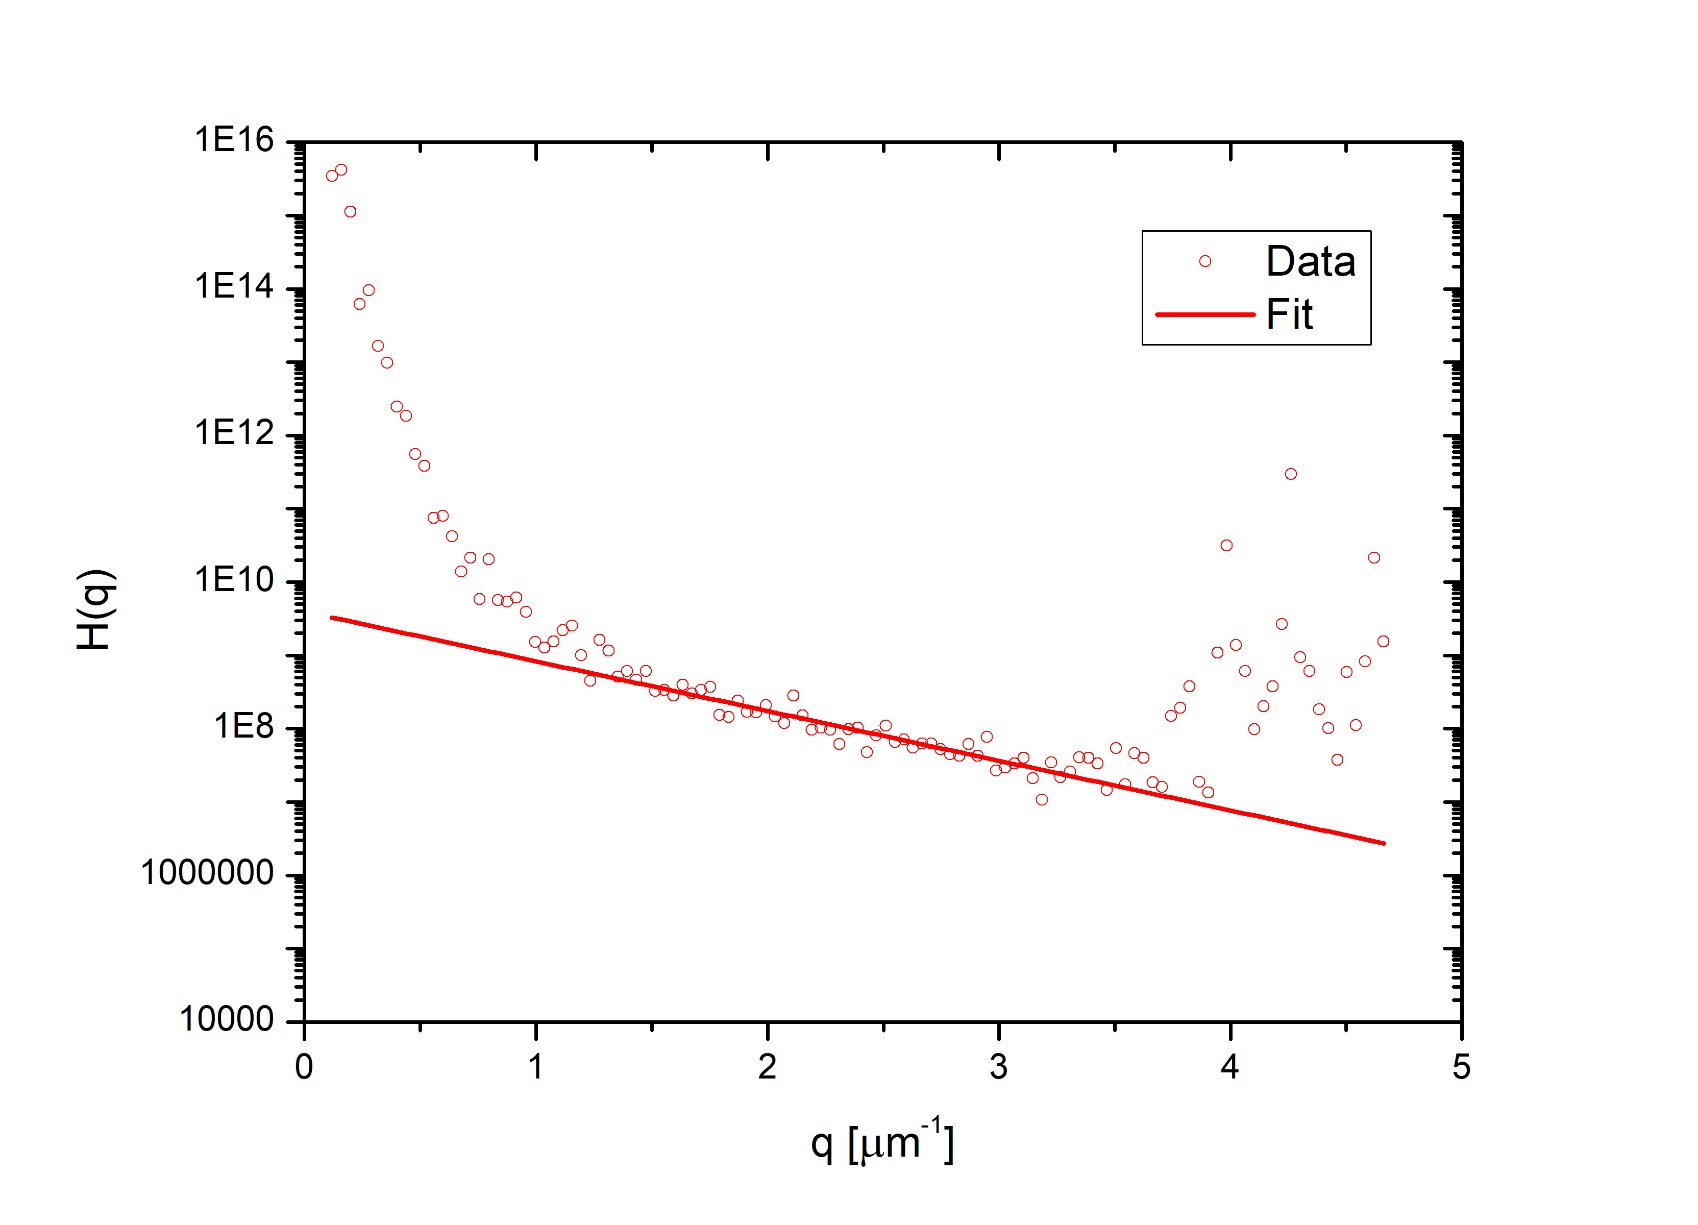 1E16
1E14
1E12
1E10
1E8
1000000
10000
H(q)
Data
Fit
0 1 2 3 4 5
q [μm⁻¹]